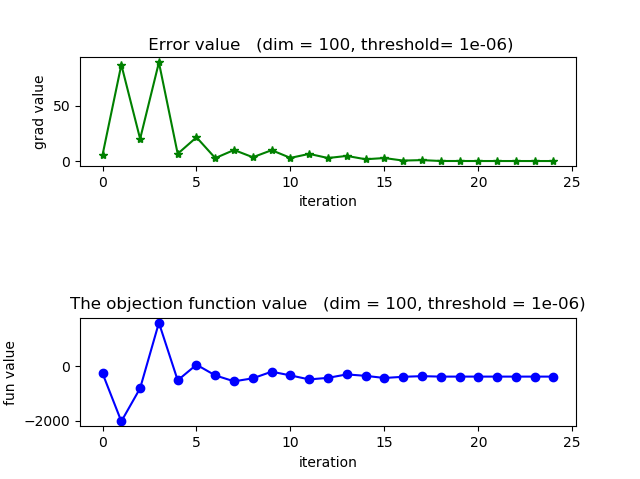 Error value   (dim = 100, threshold= 1e-06)
grad value
50
0
0 5 10 15 20 25
iteration
The objection function value   (dim = 100, threshold = 1e-06)
fun value
0
−2000
0 5 10 15 20 25
iteration